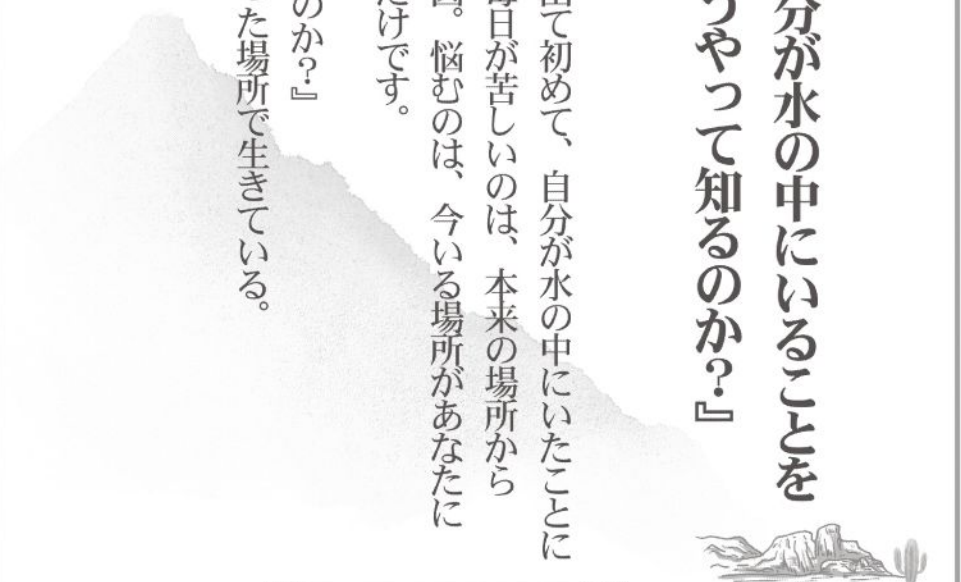 分が水の中にいることを
うやって知るのか？』
出て初めて、自分が水の中にいたことに
毎日が苦しいのは、本来の場所から
因。悩むのは、今いる場所があなたに
だけです。
のか？』
た場所で生きている。